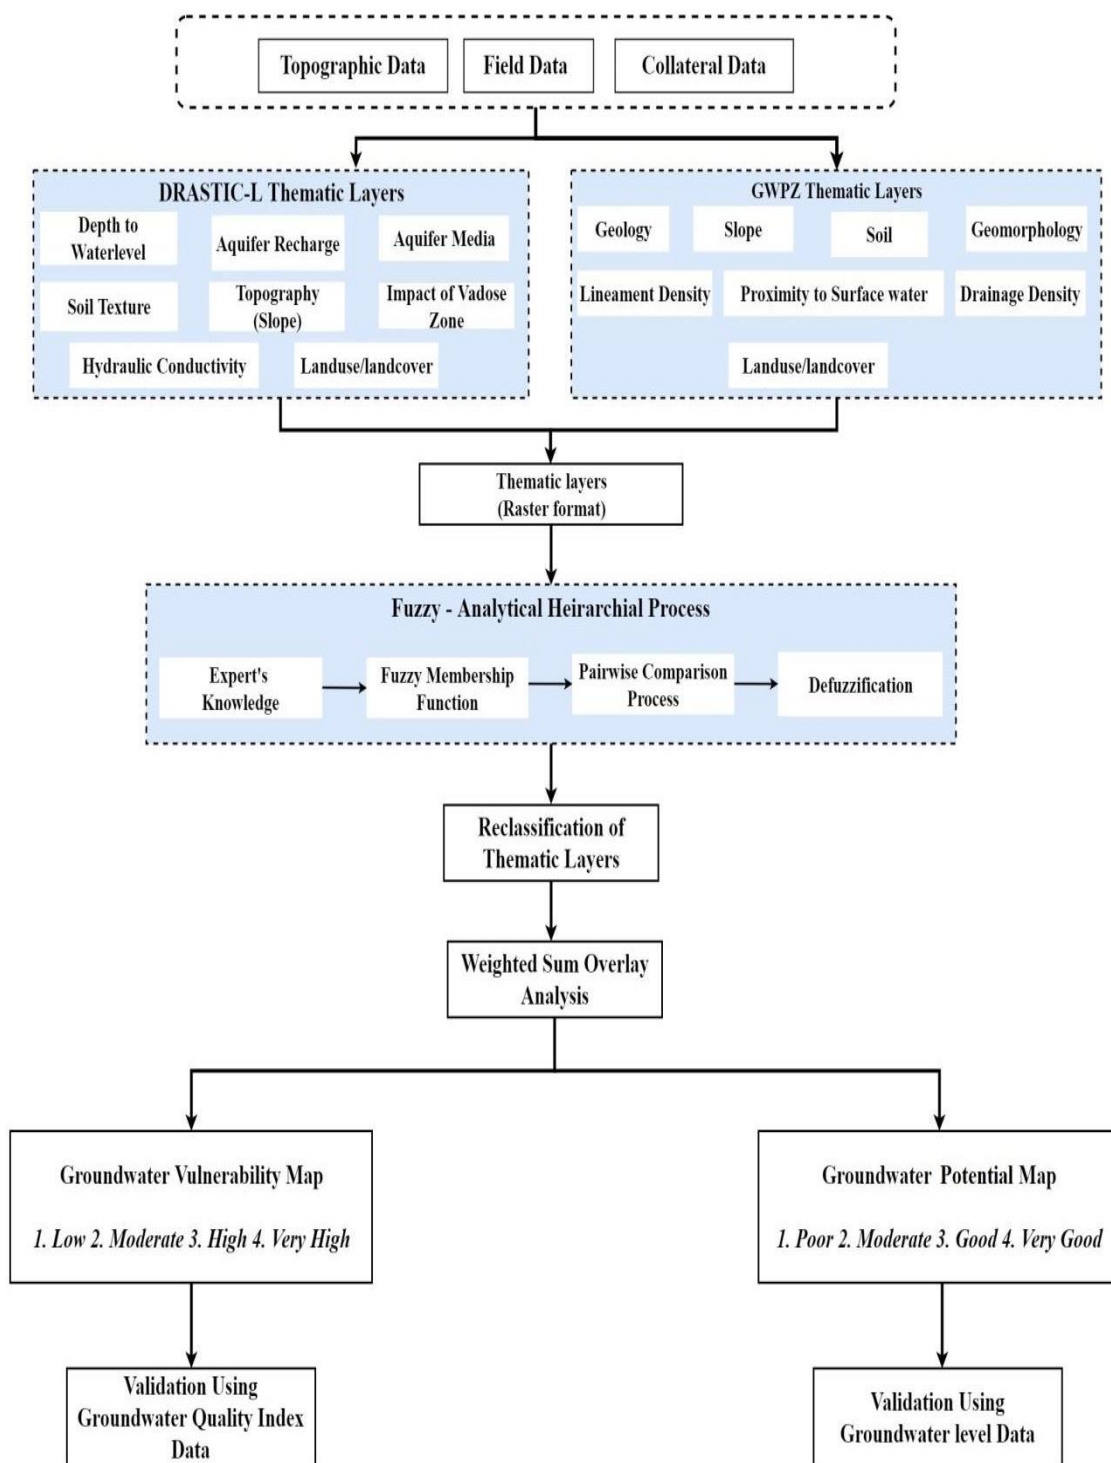 Topographic Data
Field Data
Collateral Data
DRASTIC-L Thematic Layers
Depth to
Waterlevel
Aquifer Recharge
Aquifer Media
Soil Texture
Topography
(Slope)
Impact of Vadose
Zone
Hydraulic Conductivity
Landuse/landcover
GWPZ Thematic Layers
Geology
Slope
Soil
Geomorphology
Lineament Density
Proximity to Surface water
Drainage Density
Landuse/landcover
Thematic layers
(Raster format)
Fuzzy - Analytical Heirarchial Process
Expert's
Knowledge
Fuzzy Membership
Function
Pairwise Comparison
Process
Defuzzification
Reclassification of
Thematic Layers
Weighted Sum Overlay
Analysis
Groundwater Vulnerability Map
1. Low 2. Moderate 3. High 4. Very High
Groundwater Potential Map
1. Poor 2. Moderate 3. Good 4. Very Good
Validation Using
Groundwater Quality Index
Data
Validation Using
Groundwater level Data